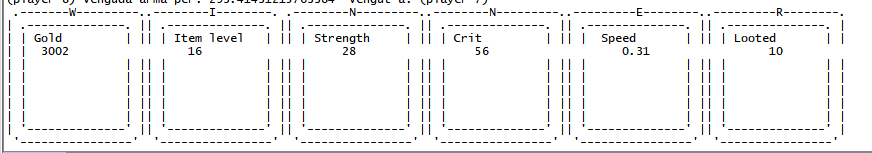 W I N N E R
Gold Item level Strength Crit Speed Looted
3002 16 28 56 0.31 10